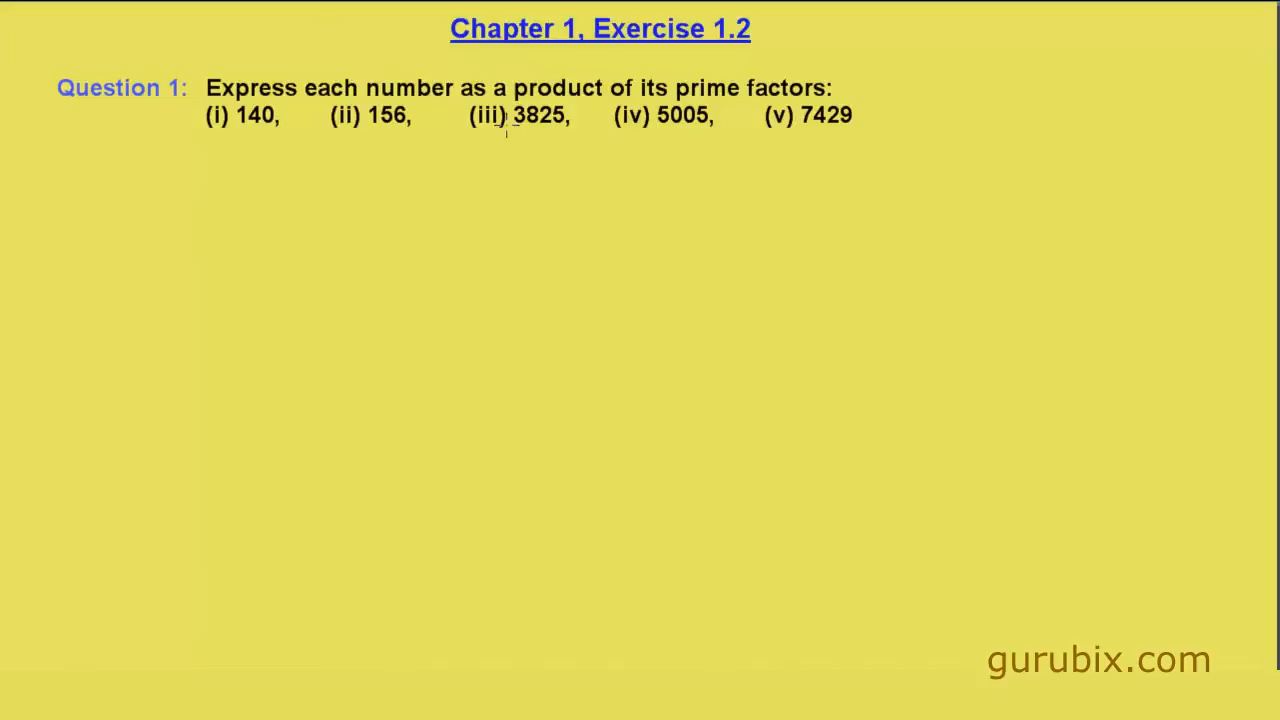 Chapter 1, Exercise 1.2
Question 1: Express each number as a product of its prime factors:
(i) 140, (ii) 156, (iii) 3825, (iv) 5005, (v) 7429
gurubix.com